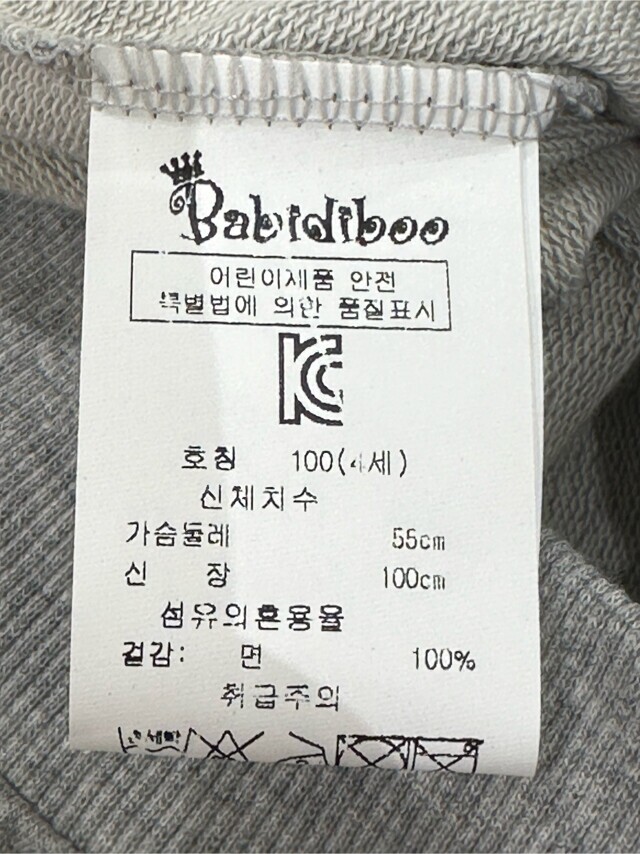 Babidiboo
어린이제품 안전
특별법에 의한 품질표시
KC
호칭 100(4세)
신체치수
가슴둘레 55cm
신 장 100cm
섬유의혼용율
겉감: 면 100%
취급주의